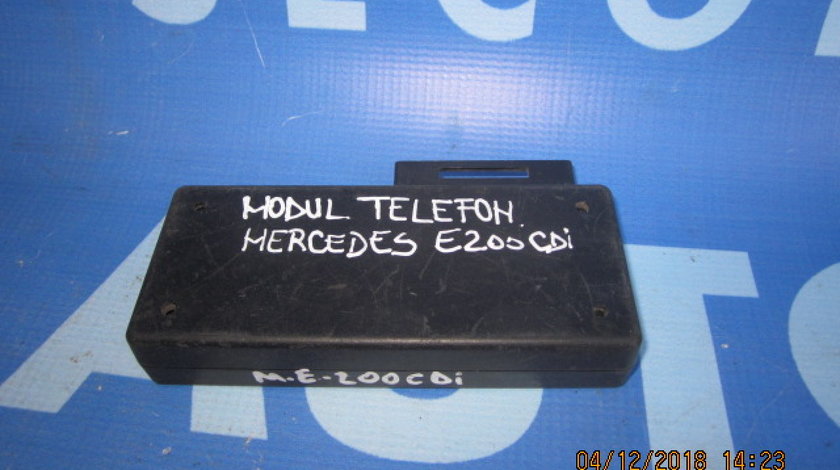 MODUL TELEFON.
MERCEDES E200CDi
M.E-200CDi
04/12/2018 14:23